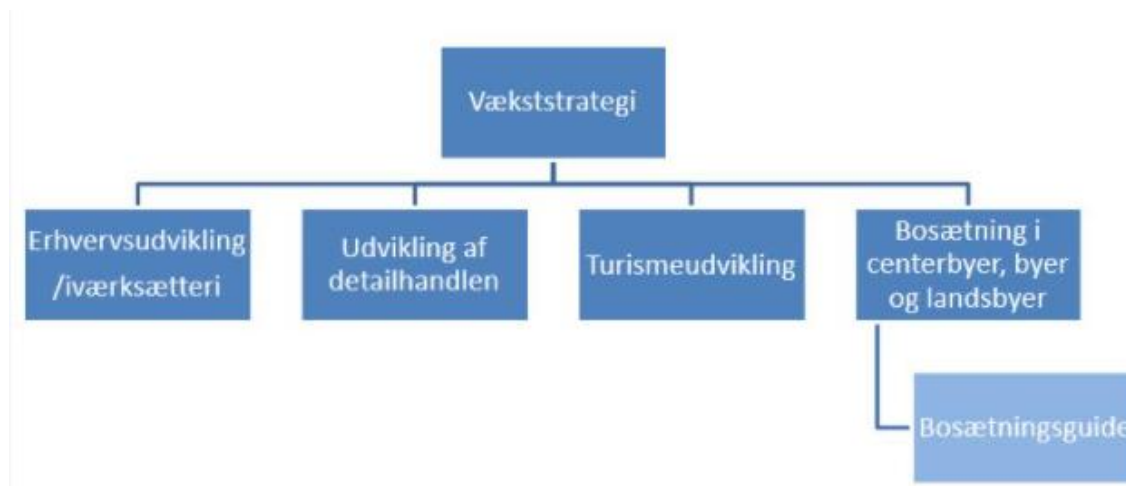 Vækststrategi
Erhvervsudvikling
/iværksætteri
Udvikling af
detailhandlen
Turismeudvikling
Bosætning i
centerbyer, byer
og landsbyer
Bosætningsguide